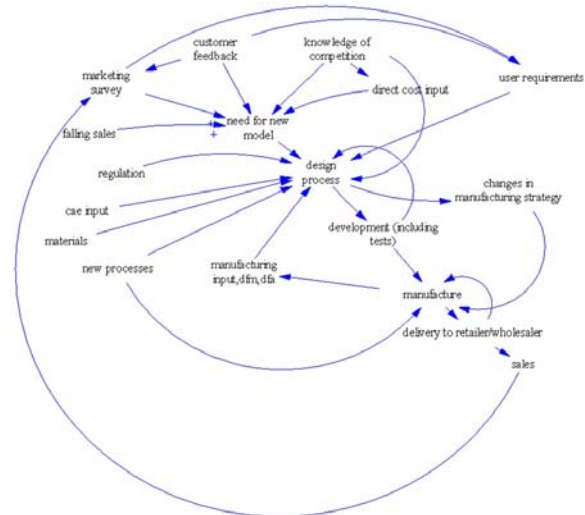 customer
feedback
knowledge of
competition
marketing
survey
user requirements
direct cost input
need for new
model
falling sales
+
+
regulation
design
process
changes in
manufacturing strategy
cae input
development (including
tests)
materials
new processes
manufacturing
input,dfm,dfa
manufacture
delivery to retailer/wholesaler
sales